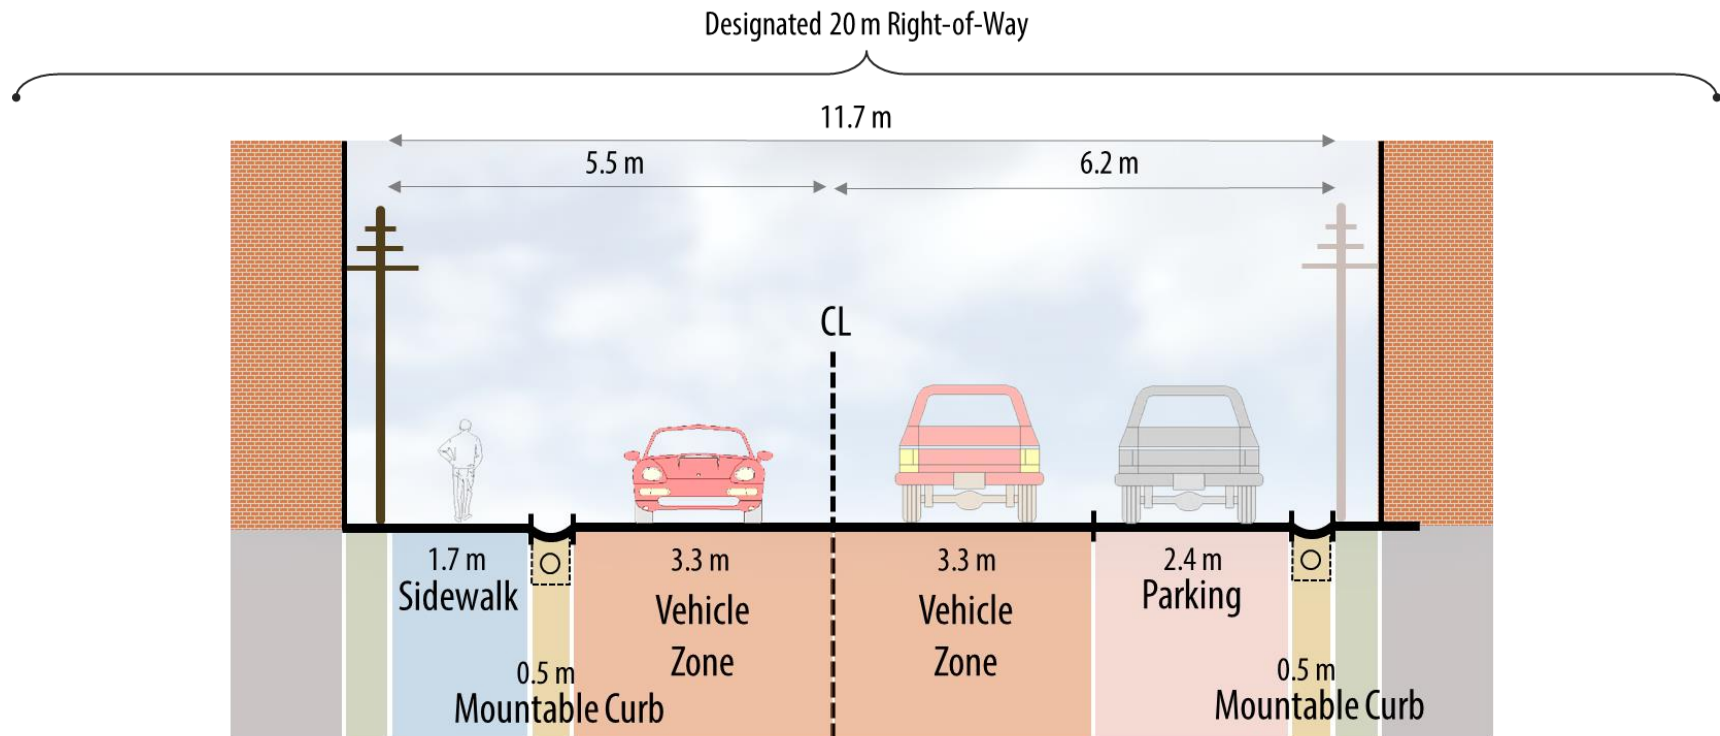 Designated 20 m Right-of-Way
11.7 m
5.5 m
6.2 m
CL
1.7 m
Sidewalk
3.3 m
Vehicle
Zone
3.3 m
Vehicle
Zone
2.4 m
Parking
0.5 m
Mountable Curb
0.5 m
Mountable Curb